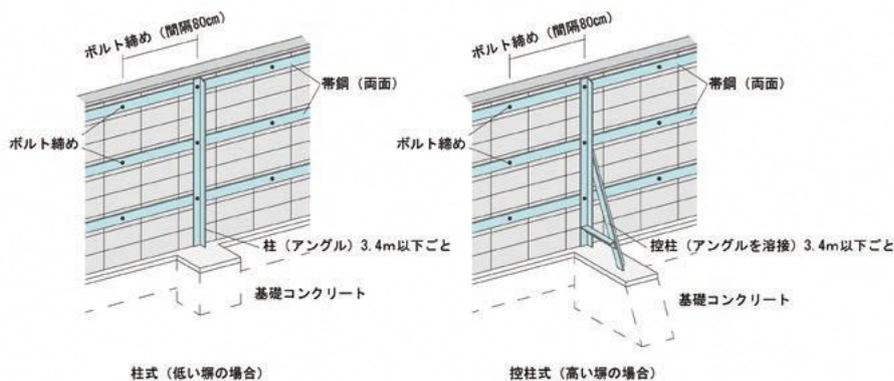 ボルト締め（間隔80cm）
帯鋼（両面）
ボルト締め
柱（アングル）3.4m以下ごと
基礎コンクリート
柱式（低い塀の場合）
ボルト締め（間隔80cm）
帯鋼（両面）
ボルト締め
控柱（アングルを溶接）3.4m以下ごと
基礎コンクリート
控柱式（高い塀の場合）